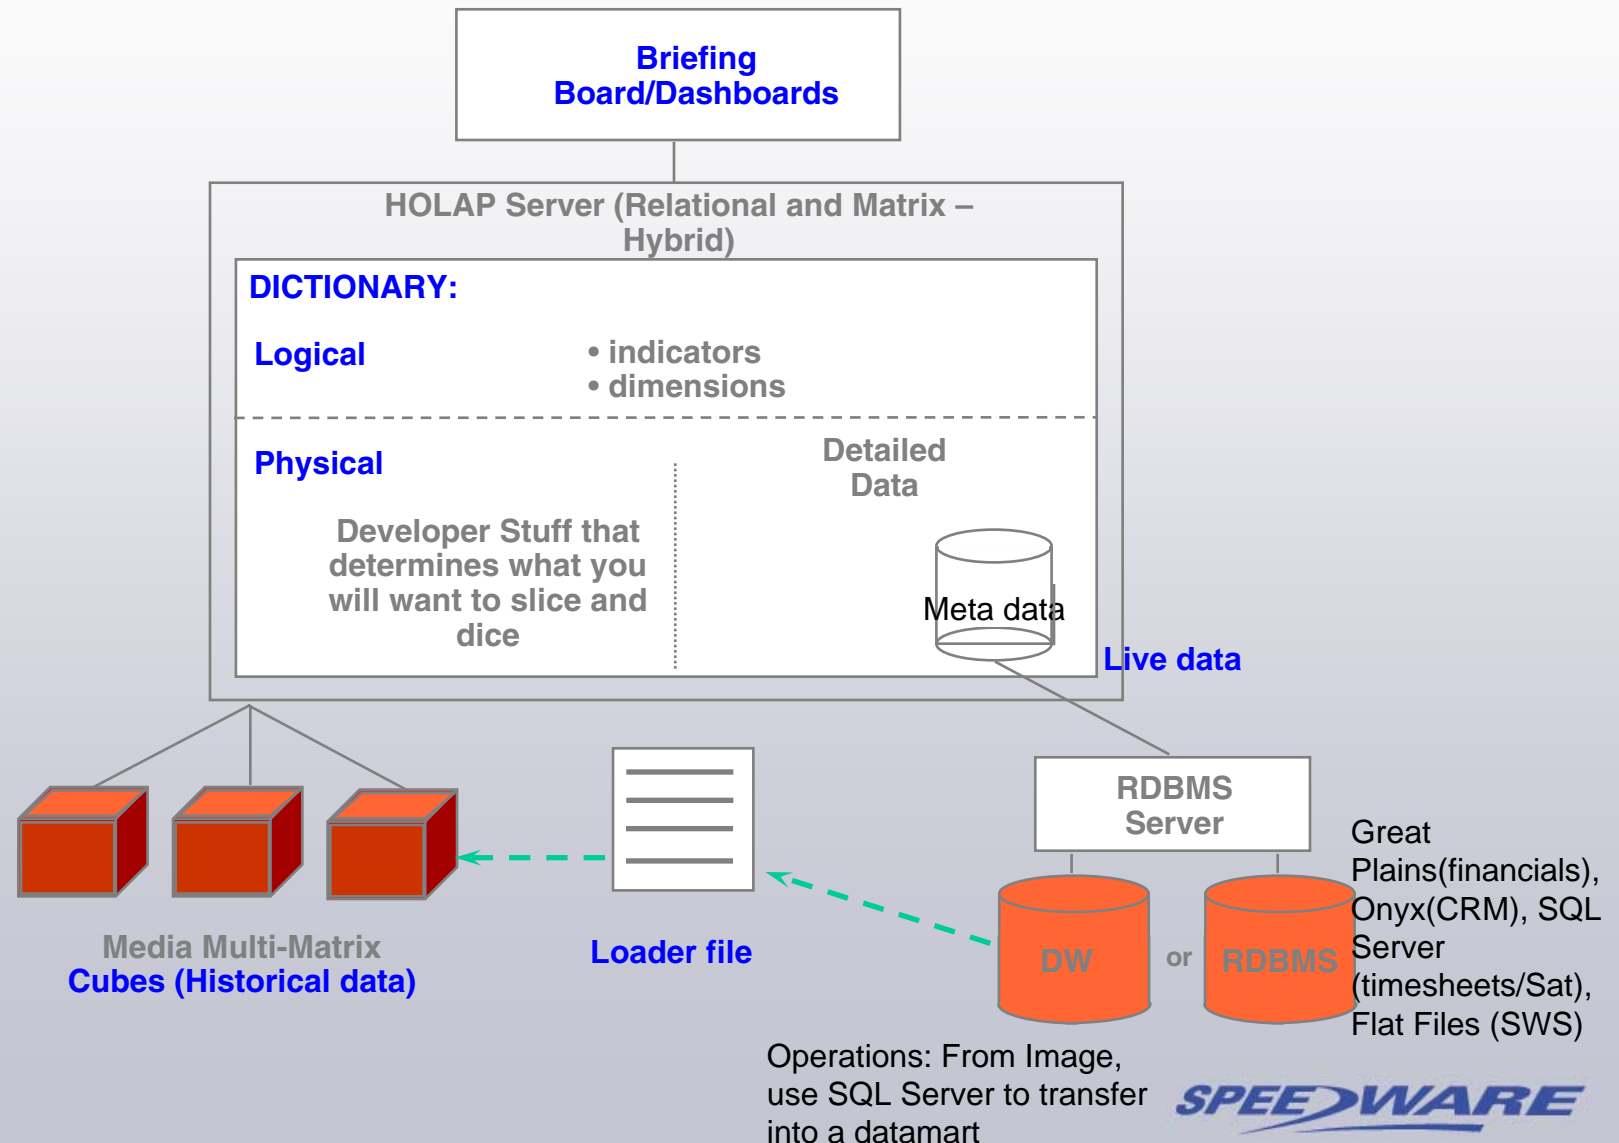 Briefing
Board/Dashboards
HOLAP Server (Relational and Matrix –
Hybrid)
DICTIONARY:
Logical
• indicators
• dimensions
Physical
Detailed
Data
Developer Stuff that
determines what you
will want to slice and
dice
Meta data
Live data
RDBMS
Server
Great
Plains(financials),
Onyx(CRM), SQL
Server
(timesheets/Sat),
Flat Files (SWS)
Media Multi-Matrix
Cubes (Historical data)
Loader file
DW
or
RDBMS
Operations: From Image,
use SQL Server to transfer
into a datamart
SPEEDWARE